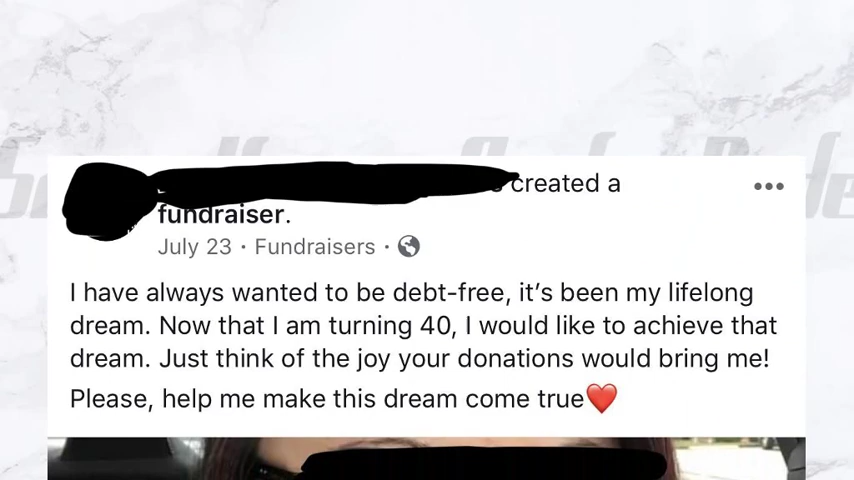 created a
fundraiser.
July 23 · Fundraisers ·
I have always wanted to be debt-free, it’s been my lifelong
dream. Now that I am turning 40, I would like to achieve that
dream. Just think of the joy your donations would bring me!
Please, help me make this dream come true❤️